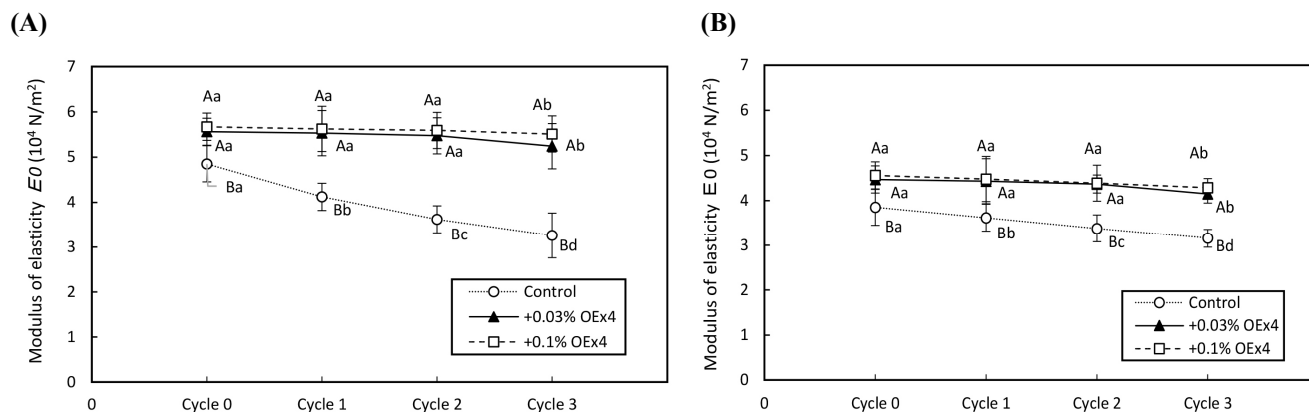 (A)
Modulus of elasticity E0 (10⁴ N/m²)
7
6
5
4
3
2
1
0
Aa
Aa
Aa
Ab
Aa
Aa
Aa
Ab
Ba
Bb
Bc
Bd
Control
+0.03% OEx4
+0.1% OEx4
0
Cycle 0
Cycle 1
Cycle 2
Cycle 3
(B)
Modulus of elasticity E 0 (10⁴ N/m²)
7
6
5
4
3
2
1
0
Aa
Aa
Aa
Ab
Aa
Aa
Aa
Ab
Ba
Bb
Bc
Bd
Control
+0.03% OEx4
+0.1% OEx4
0
Cycle 0
Cycle 1
Cycle 2
Cycle 3